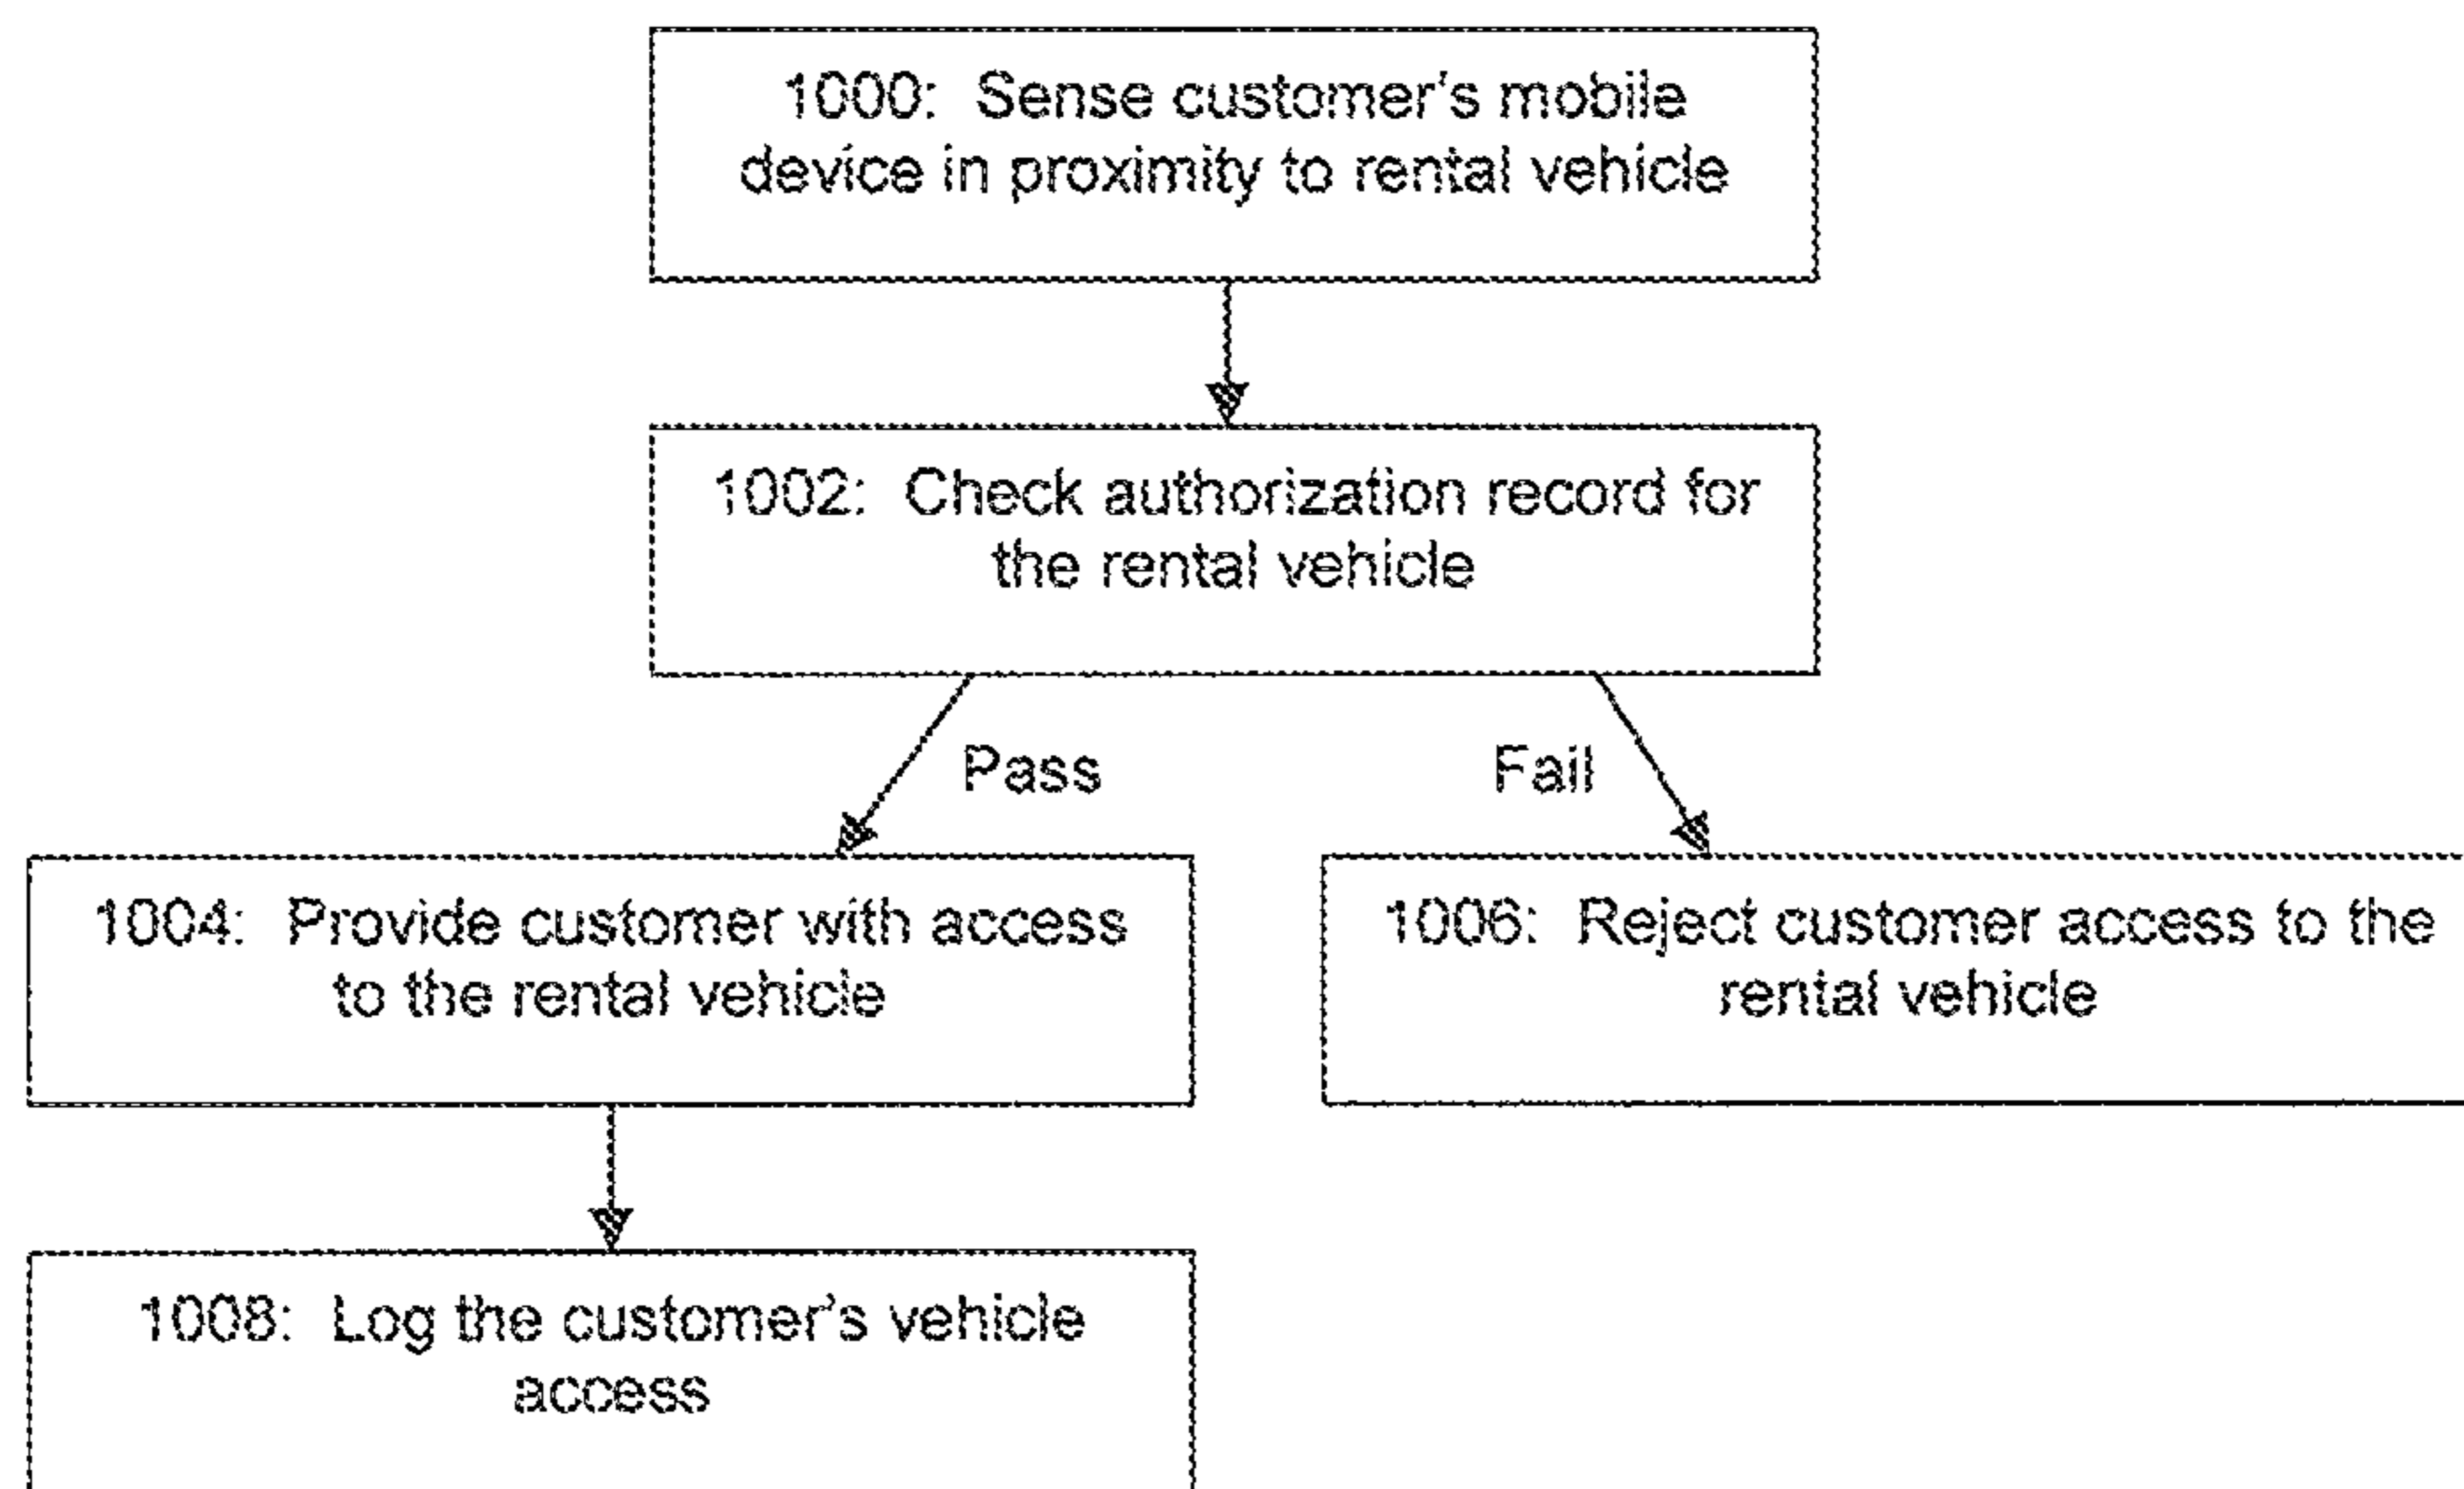 1000: Sense customer's mobile
device in proximity to rental vehicle
1002: Check authorization record for
the rental vehicle
Pass
Fail
1004: Provide customer with access
to the rental vehicle
1006: Reject customer access to the
rental vehicle
1008: Log the customer's vehicle
access